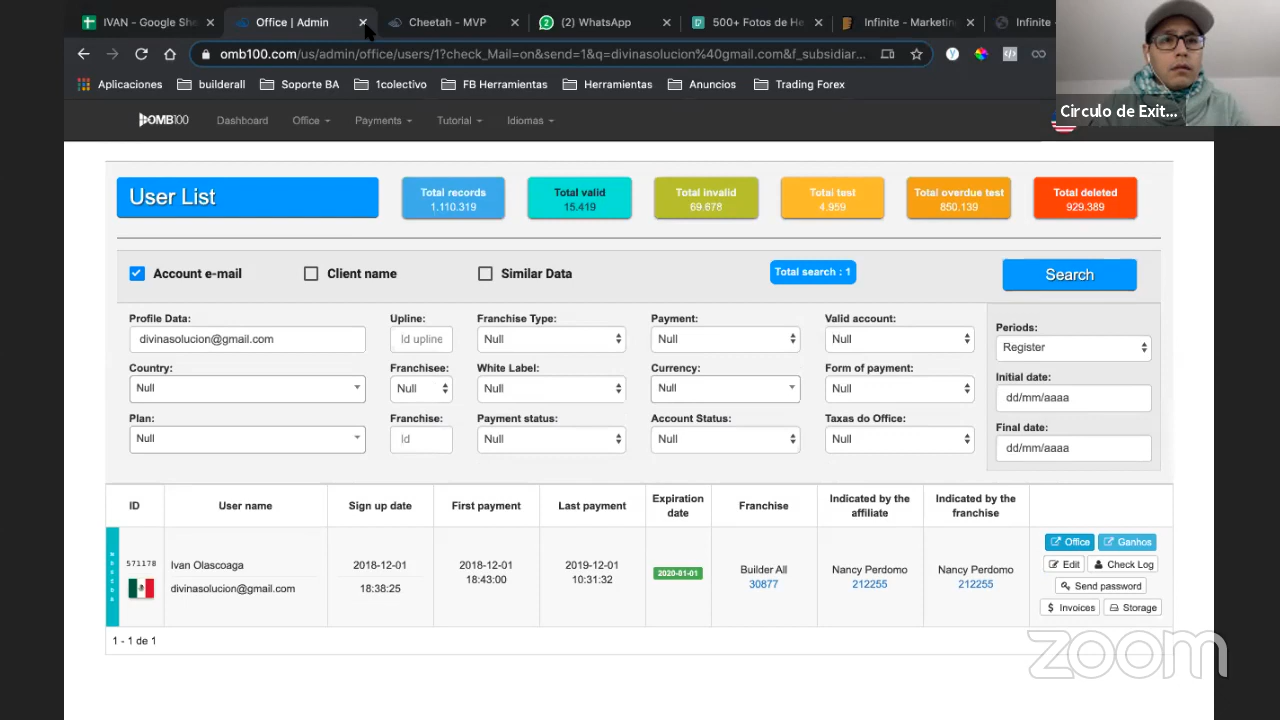 IVAN - Google She
Office | Admin
Cheetah - MVP
(2) WhatsApp
500+ Fotos de He
Infinite - Marketing
Infinite
omb100.com/us/admin/office/users/1?check_Mail=on&send=1&q=divinasolucion%40gmail.com&f_subsidiar...
Aplicaciones
builderall
Soporte BA
1colectivo
FB Herramientas
Herramientas
Anuncios
Trading Forex
Circulo de Exit...
OMB100
Dashboard
Office
Payments
Tutorial
Idiomas
User List
Total records
1.110.319
Total valid
15.419
Total invalid
69.678
Total test
4.959
Total overdue test
850.139
Total deleted
929.389
Account e-mail
Client name
Similar Data
Total search : 1
Search
Profile Data:
Upline:
Franchise Type:
Payment:
Valid account:
Periods:
divinasolucion@gmail.com
Id upline
Null
Null
Null
Register
Country:
Franchisee:
White Label:
Currency:
Form of payment:
Initial date:
Null
Null
Null
Null
Null
dd/mm/aaaa
Plan:
Franchise:
Payment status:
Account Status:
Taxas do Office:
Final date:
Null
Id
Null
Null
Null
dd/mm/aaaa
ID
User name
Sign up date
First payment
Last payment
Expiration
date
Franchise
Indicated by the
affiliate
Indicated by the
franchise
571178
Ivan Olascoaga
divinasolucion@gmail.com
2018-12-01
18:38:25
2018-12-01
18:43:00
2019-12-01
10:31:32
2020-01-01
Builder All
30877
Nancy Perdomo
212255
Nancy Perdomo
212255
Office
Ganhos
Edit
Check Log
Send password
Invoices
Storage
1 - 1 de 1
zoom